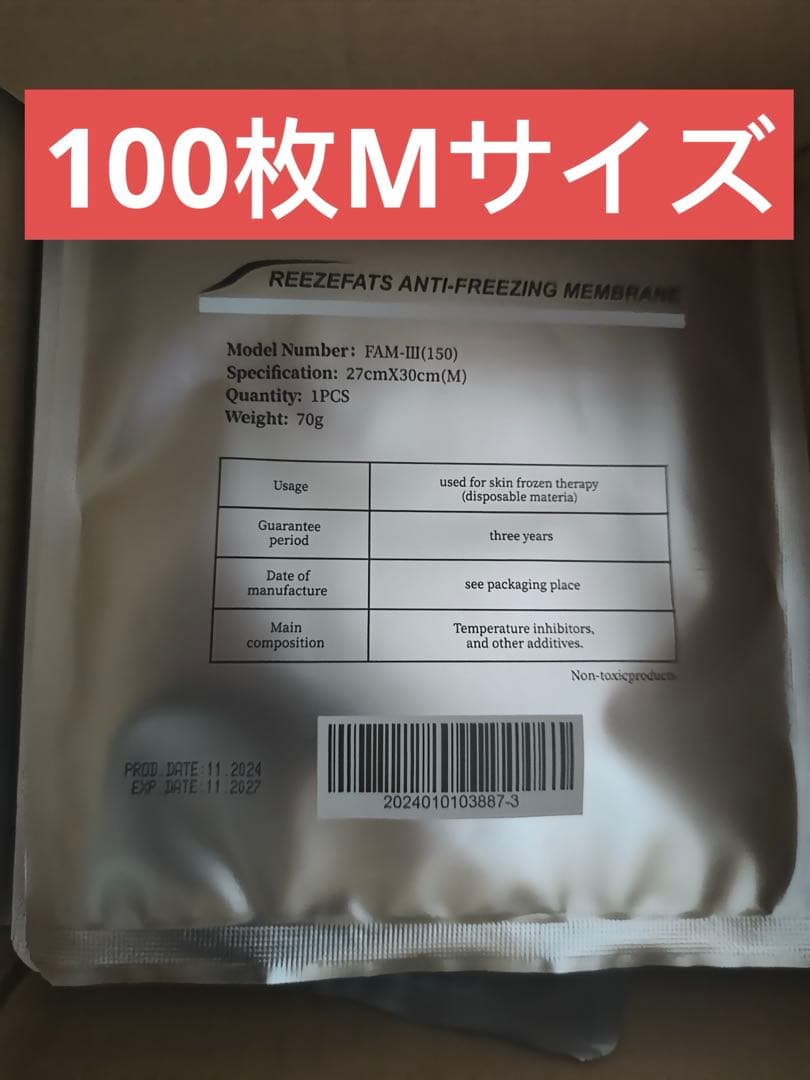 100枚Mサイズ
REEZEFATS ANTI-FREEZING MEMBRANE
Model Number: FAM-III(150)
Specification: 27cmX30cm(M)
Quantity: 1PCS
Weight: 70g
Usage
used for skin frozen therapy
(disposable materia)
Guarantee
period
three years
Date of
manufacture
see packaging place
Main
composition
Temperature inhibitors,
and other additives.
Non-toxicproducts
PROD.DATE:11.2024
EXP DATE:11.2027
2024010103887-3